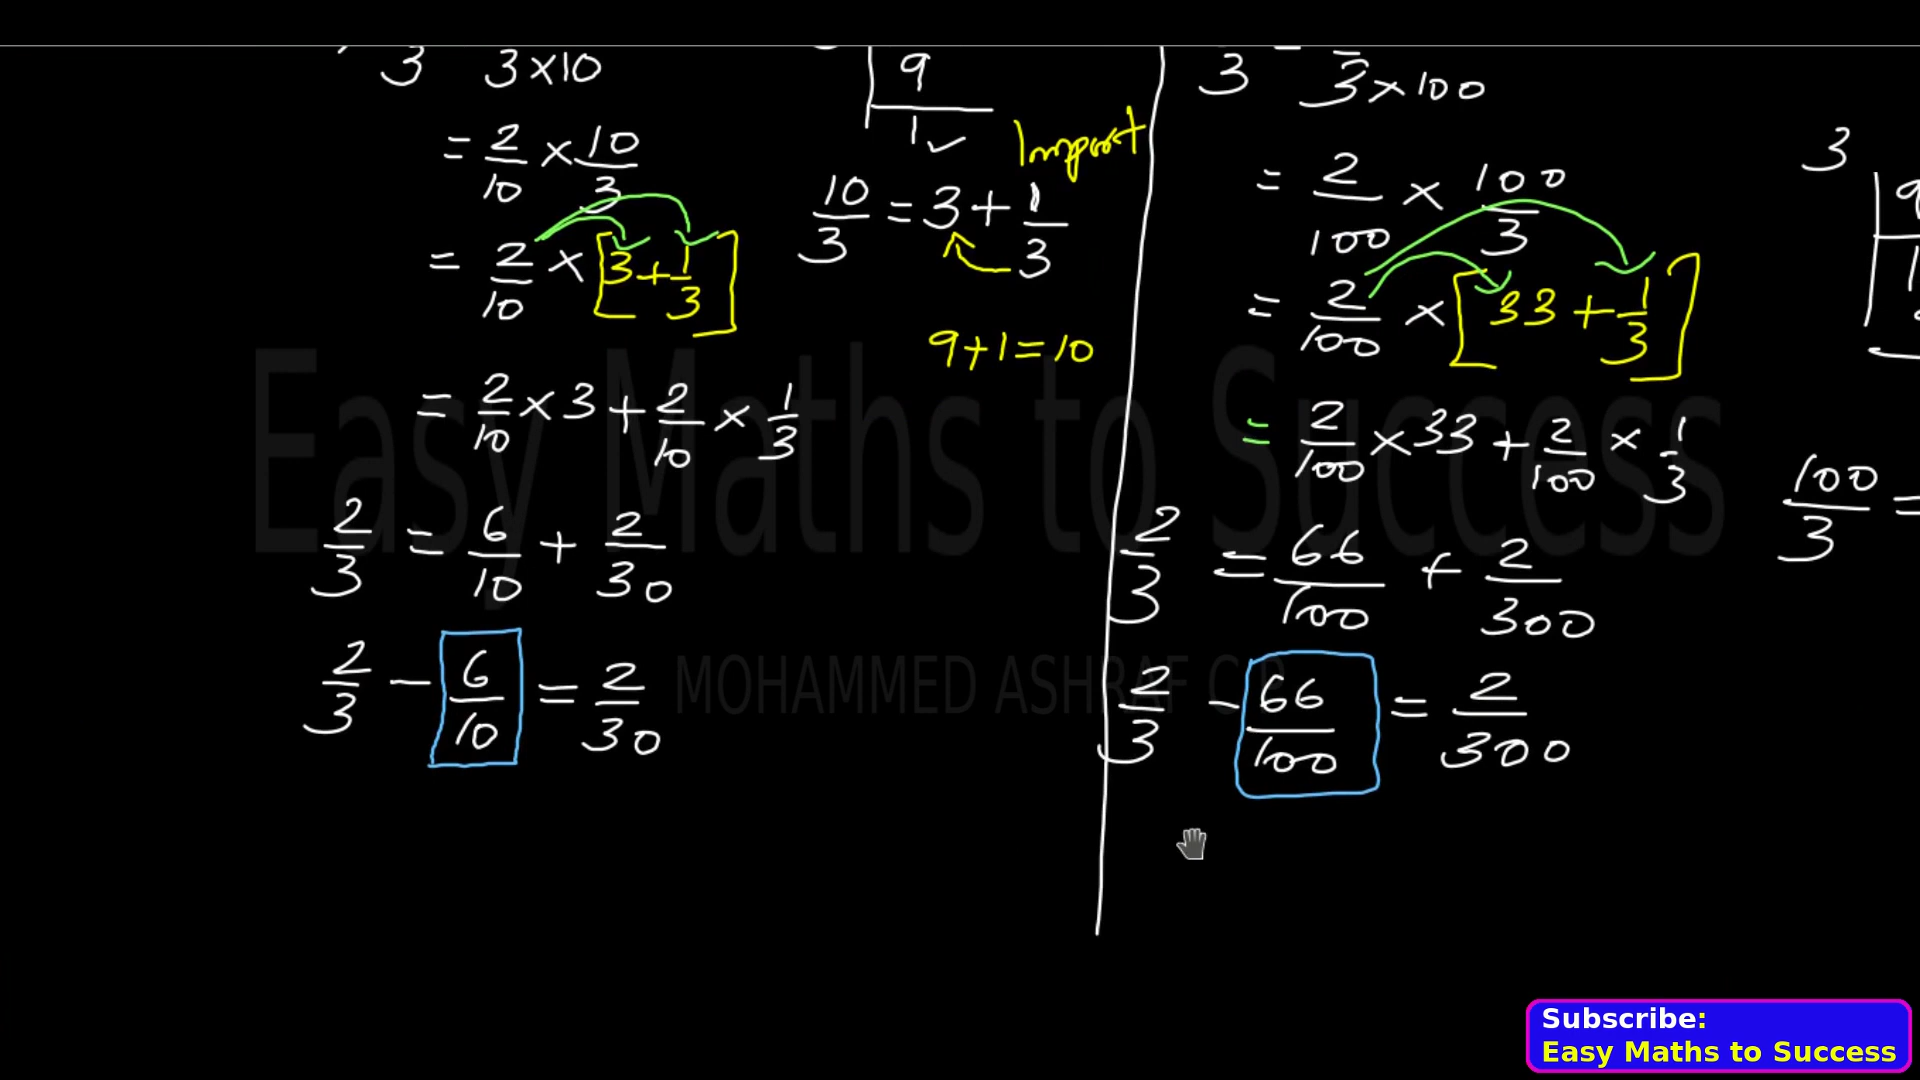 3 3×10
= 2/10 × 10/3
= 2/10 × [3 + 1/3]
= 2/10 × 3 + 2/10 × 1/3
2/3 = 6/10 + 2/30
2/3 − 6/10 = 2/30
9
1
Import
10/3 = 3 + 1/3
9+1=10
3 3×100
= 2/100 × 100/3
= 2/100 × [33 + 1/3]
= 2/100 × 33 + 2/100 × 1/3
2/3 = 66/100 + 2/300
2/3 − 66/100 = 2/300
3
9
1
100/3 =
Easy Maths to Success
MOHAMMED ASHRAF C P
Subscribe:
Easy Maths to Success